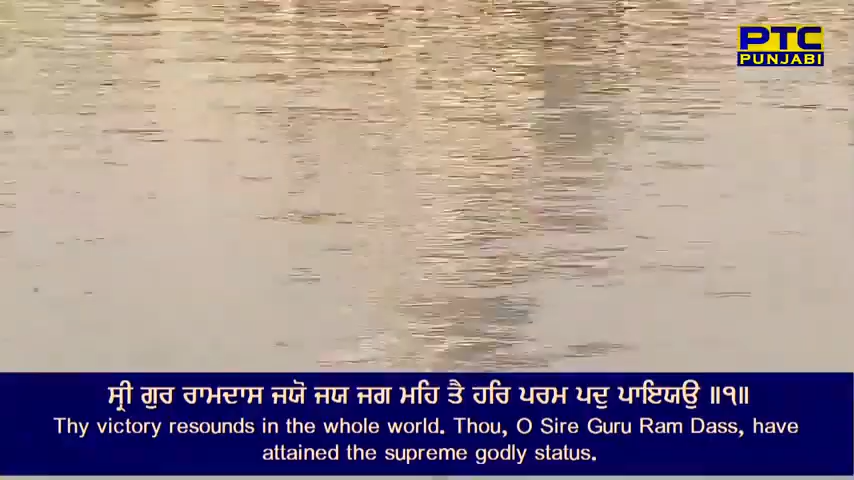 PTC
PUNJABI
ਸ੍ਰੀ ਗੁਰ ਰਾਮਦਾਸ ਜਯੋ ਜਯ ਜਗ ਮਹਿ ਤੈ ਹਰਿ ਪਰਮ ਪਦੁ ਪਾਇਯਉ ॥੧॥
Thy victory resounds in the whole world. Thou, O Sire Guru Ram Dass, have
attained the supreme godly status.